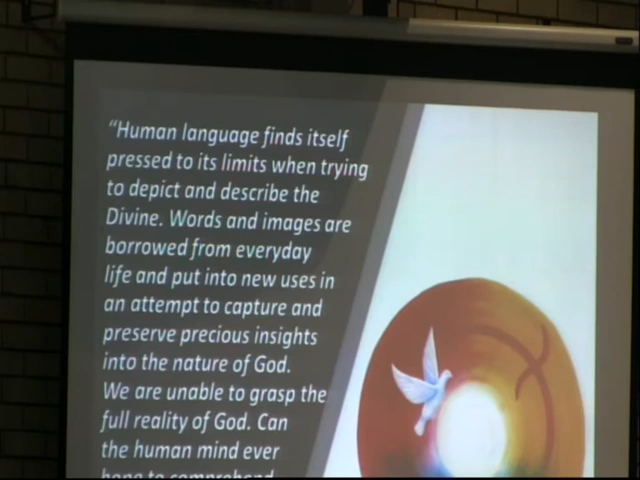 “Human language finds itself
pressed to its limits when trying
to depict and describe the
Divine. Words and images are
borrowed from everyday
life and put into new uses in
an attempt to capture and
preserve precious insights
into the nature of God.
We are unable to grasp the
full reality of God. Can
the human mind ever
hope to comprehend